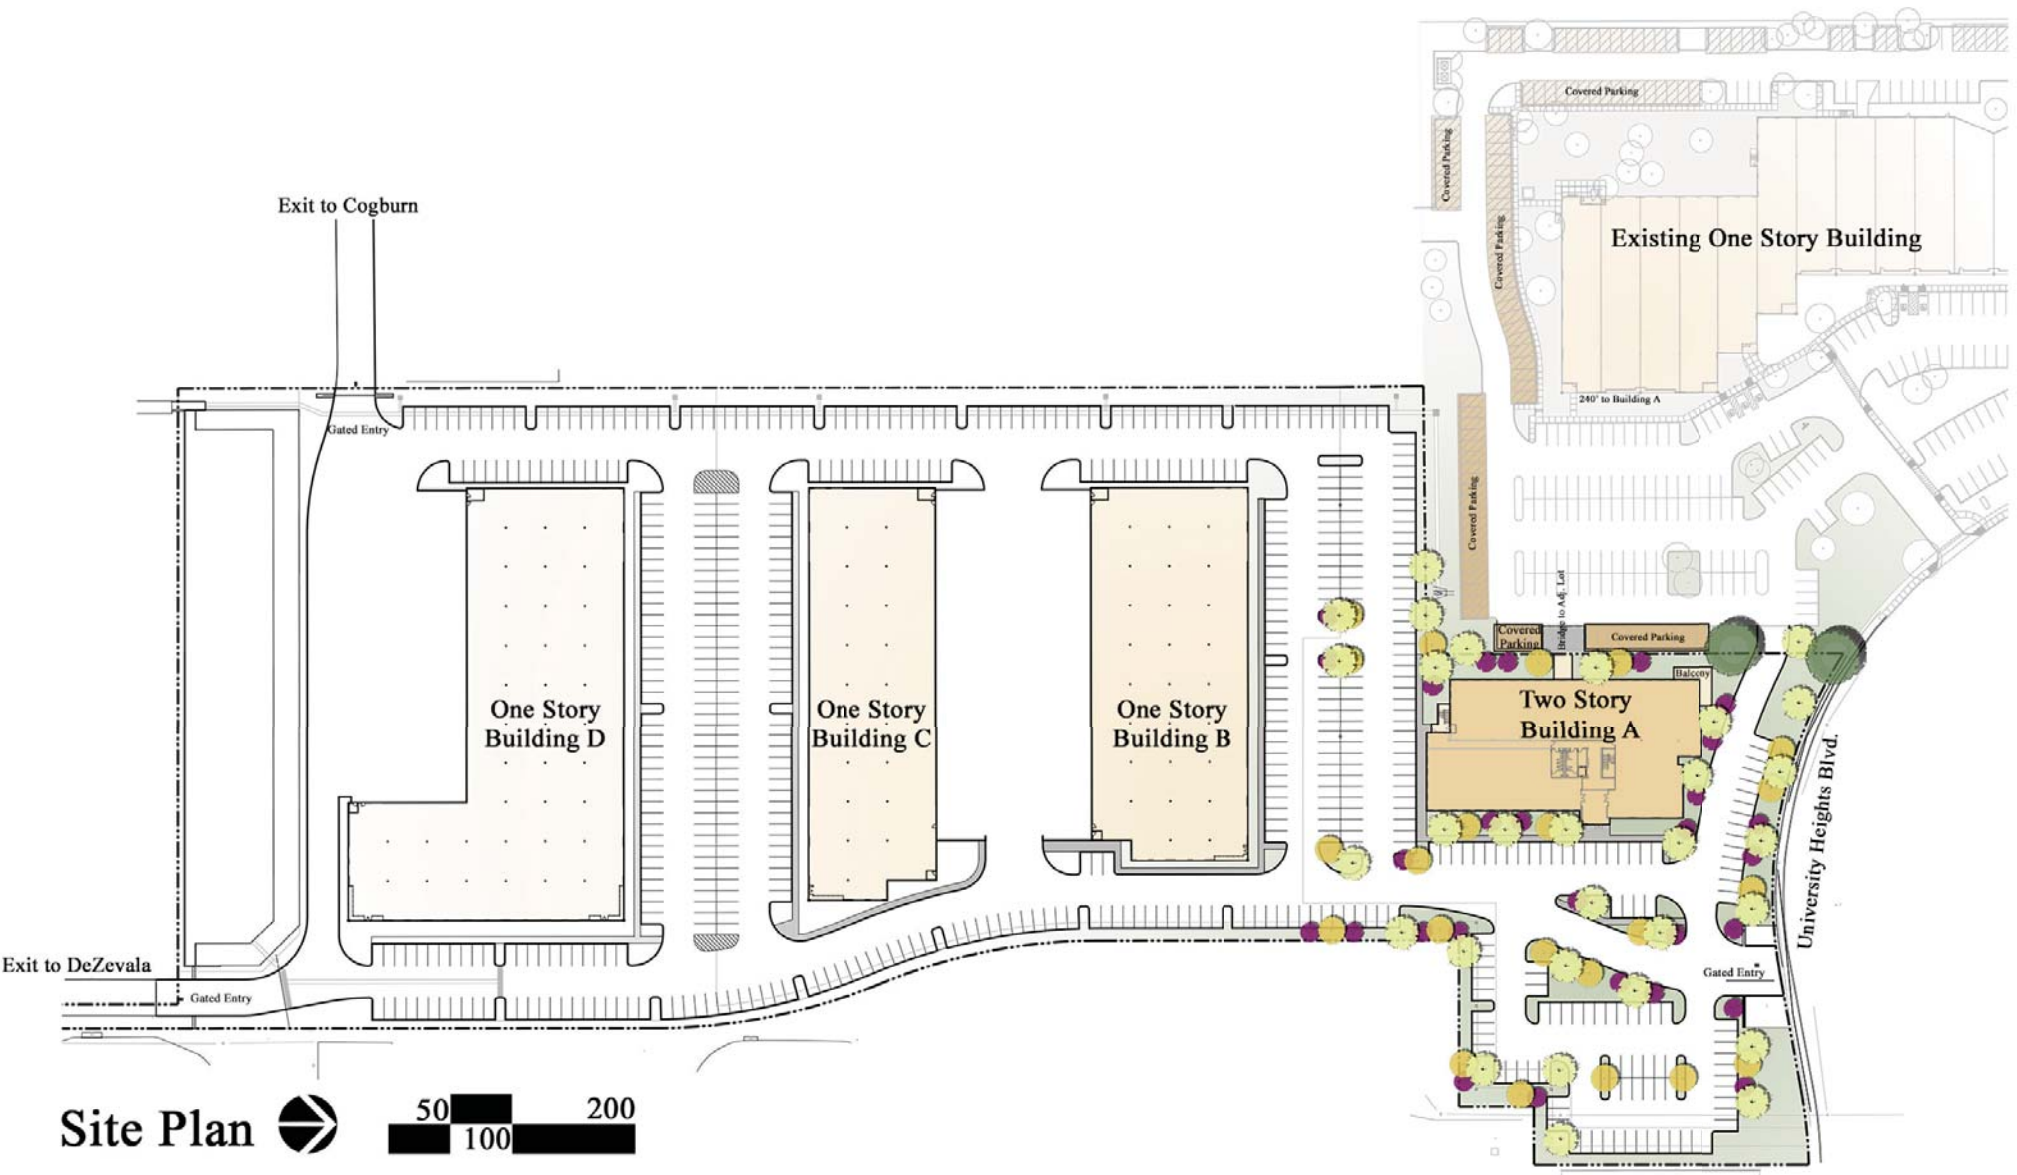 Covered Parking
Covered Parking
Covered Parking
Exit to Cogburn
Existing One Story Building
240' to Building A
Gated Entry
Covered Parking
Bridge to Adj. Lot
Covered
Parking
Covered Parking
Balcony
One Story
Building D
One Story
Building C
One Story
Building B
Two Story
Building A
University Heights Blvd.
Exit to DeZevala
Gated Entry
Gated Entry
Site Plan
50
100
200